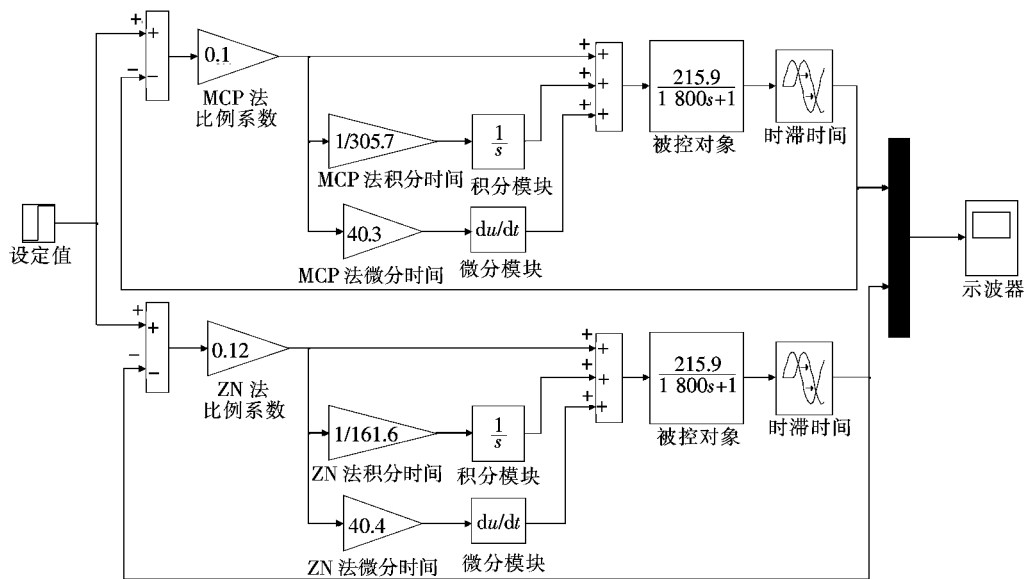 +
+
−
−
0.1
MCP 法
比例系数
1/305.7
MCP 法积分时间
1
s
积分模块
40.3
MCP 法微分时间
du/dt
微分模块
+
+
+
+
+
+
215.9
1 800s+1
被控对象
时滞时间
设定值
示波器
+
+
−
−
0.12
ZN 法
比例系数
1/161.6
ZN 法积分时间
1
s
积分模块
40.4
ZN 法微分时间
du/dt
微分模块
+
+
+
+
+
+
215.9
1 800s+1
被控对象
时滞时间